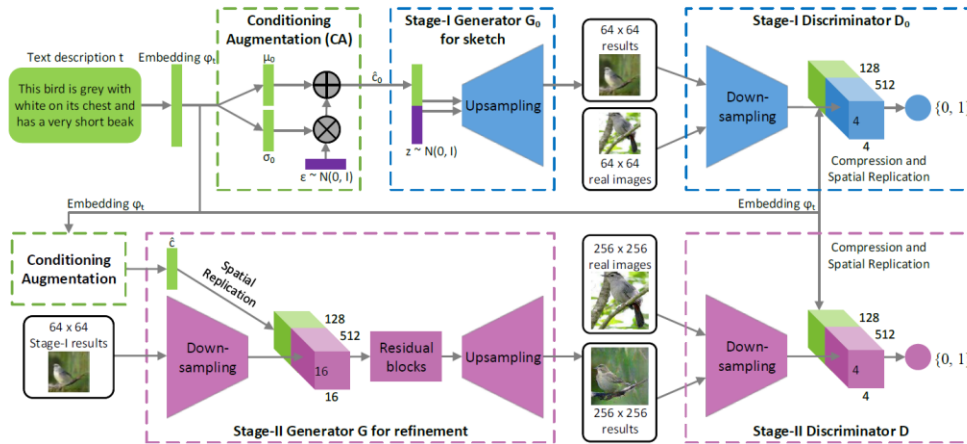 Conditioning
Augmentation (CA)
Stage-I Generator G₀
for sketch
Stage-I Discriminator D₀
Text description t
Embedding φₜ
This bird is grey with
white on its chest and
has a very short beak
μ₀
σ₀
ε ~ N(0, I)
ĉ₀
z ~ N(0, I)
Upsampling
64 x 64
results
64 x 64
real images
Down-
sampling
128
512
4
4
{0, 1}
Compression and
Spatial Replication
Embedding φₜ
Embedding φₜ
Conditioning
Augmentation
ĉ
Spatial
Replication
64 x 64
Stage-I results
Down-
sampling
128
512
16
16
Residual
blocks
Upsampling
Stage-II Generator G for refinement
256 x 256
real images
256 x 256
results
Compression and
Spatial Replication
Down-
sampling
128
512
4
4
{0, 1}
Stage-II Discriminator D